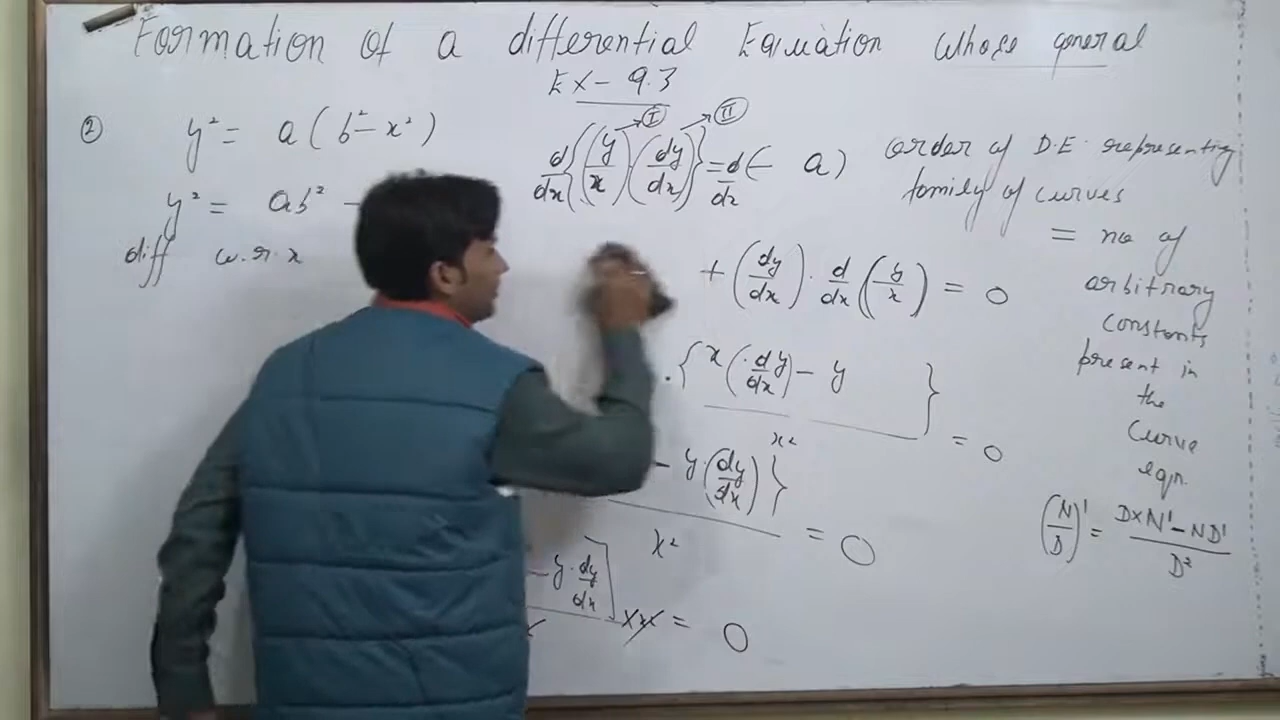 Formation of a differential Equation whose general
Ex - 9.3
② y² = a ( b² - x² )
y² = ab² -
diff w.r.x
d/dx { (y/x) (dy/dx) } = d/dx (- a)
Ⅰ Ⅱ
+ (dy/dx) · d/dx (y/x) = 0
. { x (dy/dx) - y } / x² = 0
- y·(dy/dx) } / x² = 0
- y·dy/dx ] = 0
order of D.E. representing
family of curves
= no of
arbitrary
constants
present in
the
Curve
eqn.
(N/D)' = D×N' - ND' / D²